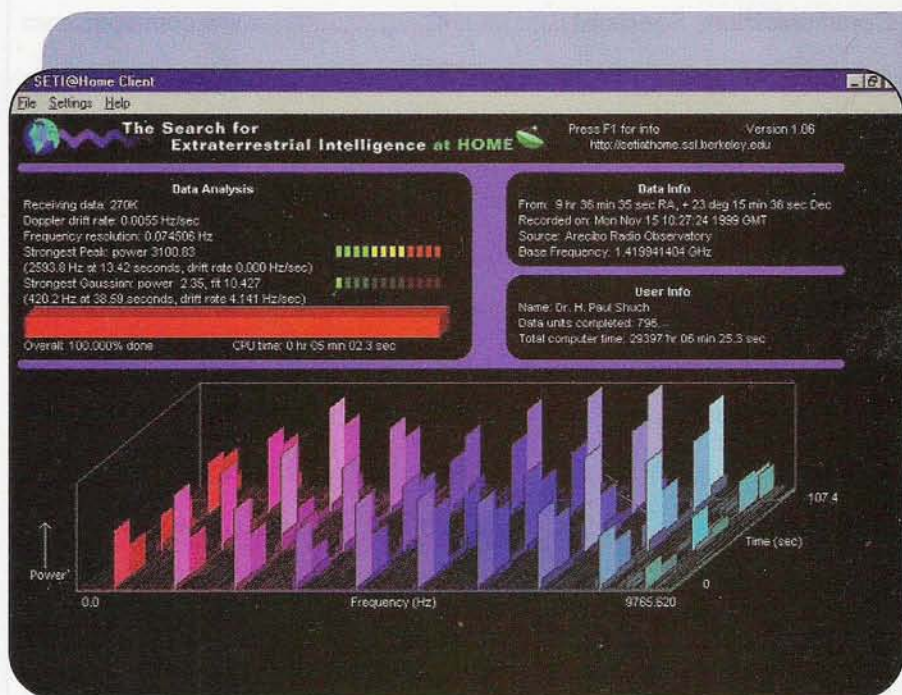 SETI@Home Client
File Settings Help
The Search for
Extraterrestrial Intelligence at HOME
Press F1 for info Version 1.06
http://setiathome.ssl.berkeley.edu
Data Analysis
Receiving data: 270K
Doppler drift rate: 0.0055 Hz/sec
Frequency resolution: 0.074506 Hz
Strongest Peak: power 3100.83
(2593.8 Hz at 13.42 seconds, drift rate 0.000 Hz/sec)
Strongest Gaussian: power 2.35, fit 10.427
(420.2 Hz at 38.59 seconds, drift rate 4.141 Hz/sec)
Overall: 100.000% done CPU time: 0 hr 05 min 02.3 sec
Data Info
From: 9 hr 36 min 35 sec RA, + 23 deg 15 min 36 sec Dec
Recorded on: Mon Nov 15 10:27:24 1999 GMT
Source: Arecibo Radio Observatory
Base Frequency: 1.419941404 GHz
User Info
Name: Dr. H. Paul Shuch
Data units completed: 796
Total computer time: 293971 hr 06 min 25.3 sec
Power
107.4
Time (sec)
0
0.0 Frequency (Hz) 9765.620